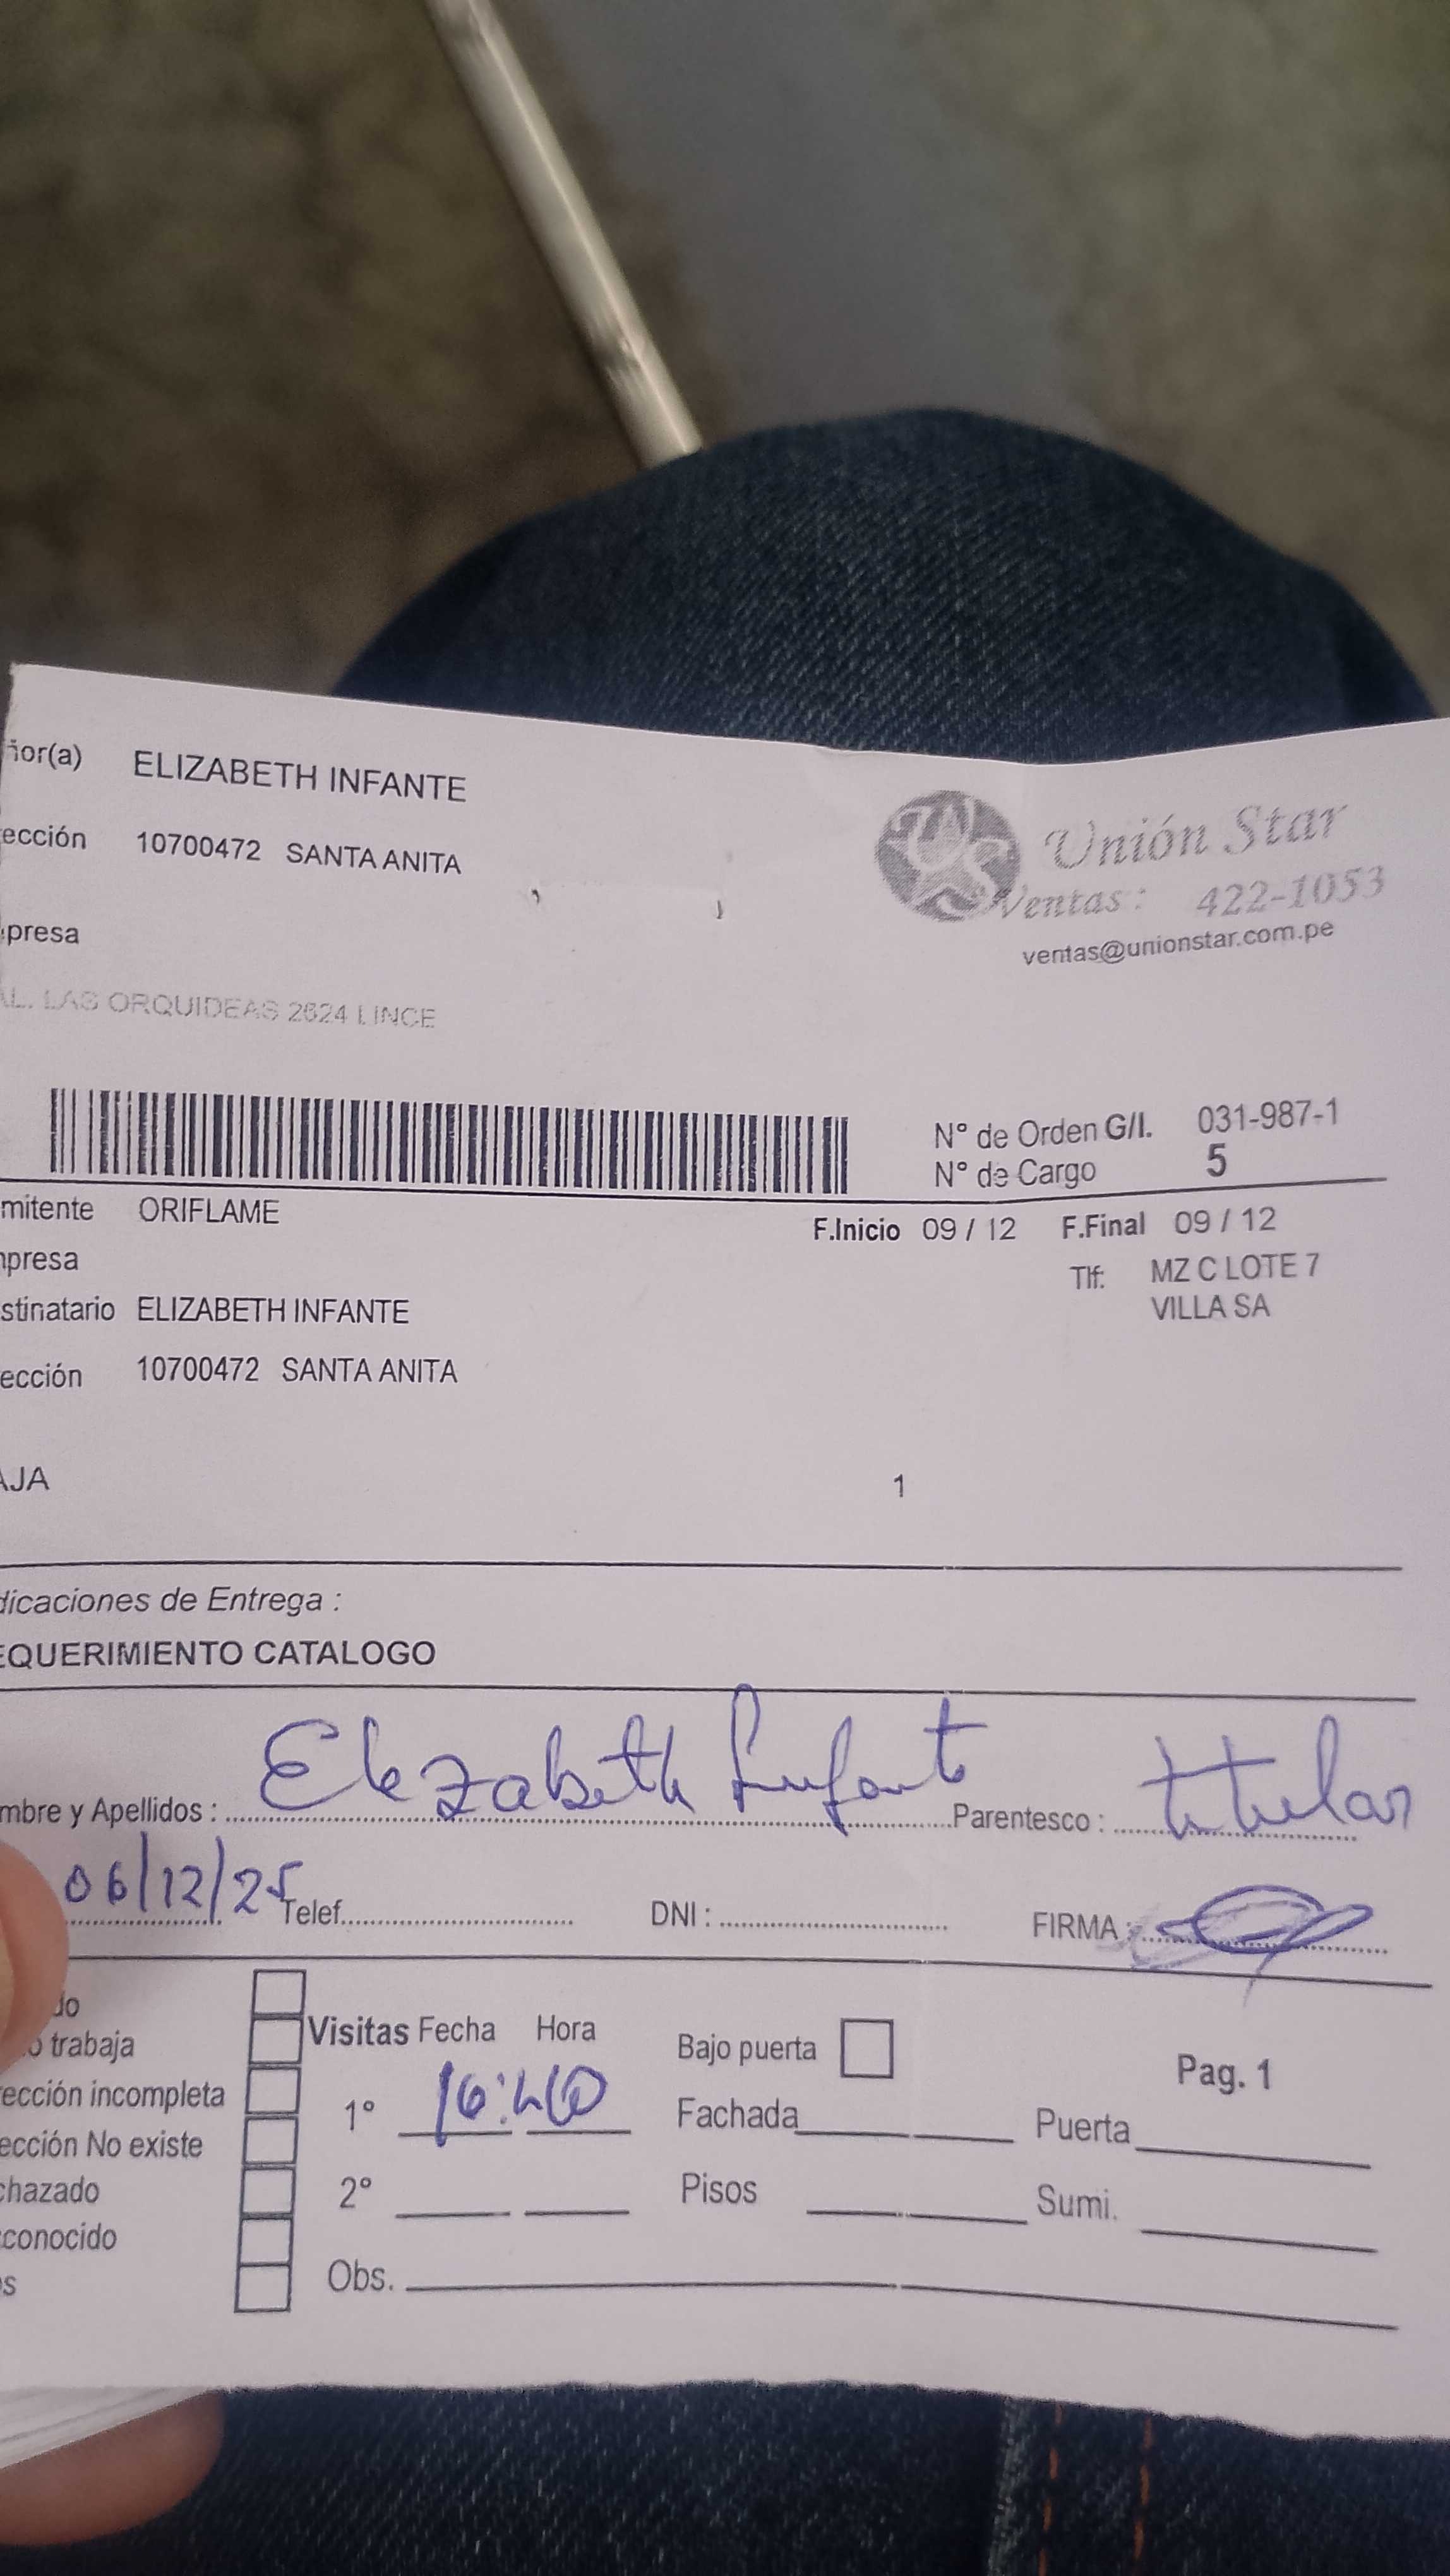 ñor(a) ELIZABETH INFANTE
ección 10700472 SANTA ANITA
Unión Star
Ventas: 422-1053
ventas@unionstar.com.pe
presa
AL. LAS ORQUIDEAS 2624 LINCE
N° de Orden G/I. 031-987-1
N° de Cargo 5
mitente ORIFLAME
F.Inicio 09 / 12 F.Final 09 / 12
mpresa
Tlf: MZ C LOTE 7
VILLA SA
stinatario ELIZABETH INFANTE
ección 10700472 SANTA ANITA
AJA 1
dicaciones de Entrega :
EQUERIMIENTO CATALOGO
mbre y Apellidos : Elezabeth Infante Parentesco : titular
06/12/25 Telef. DNI : FIRMA :
do
o trabaja
Visitas Fecha Hora Bajo puerta
Pag. 1
ección incompleta
1° 16:40 Fachada Puerta
ección No existe
chazado 2° Pisos Sumi.
conocido
s Obs.